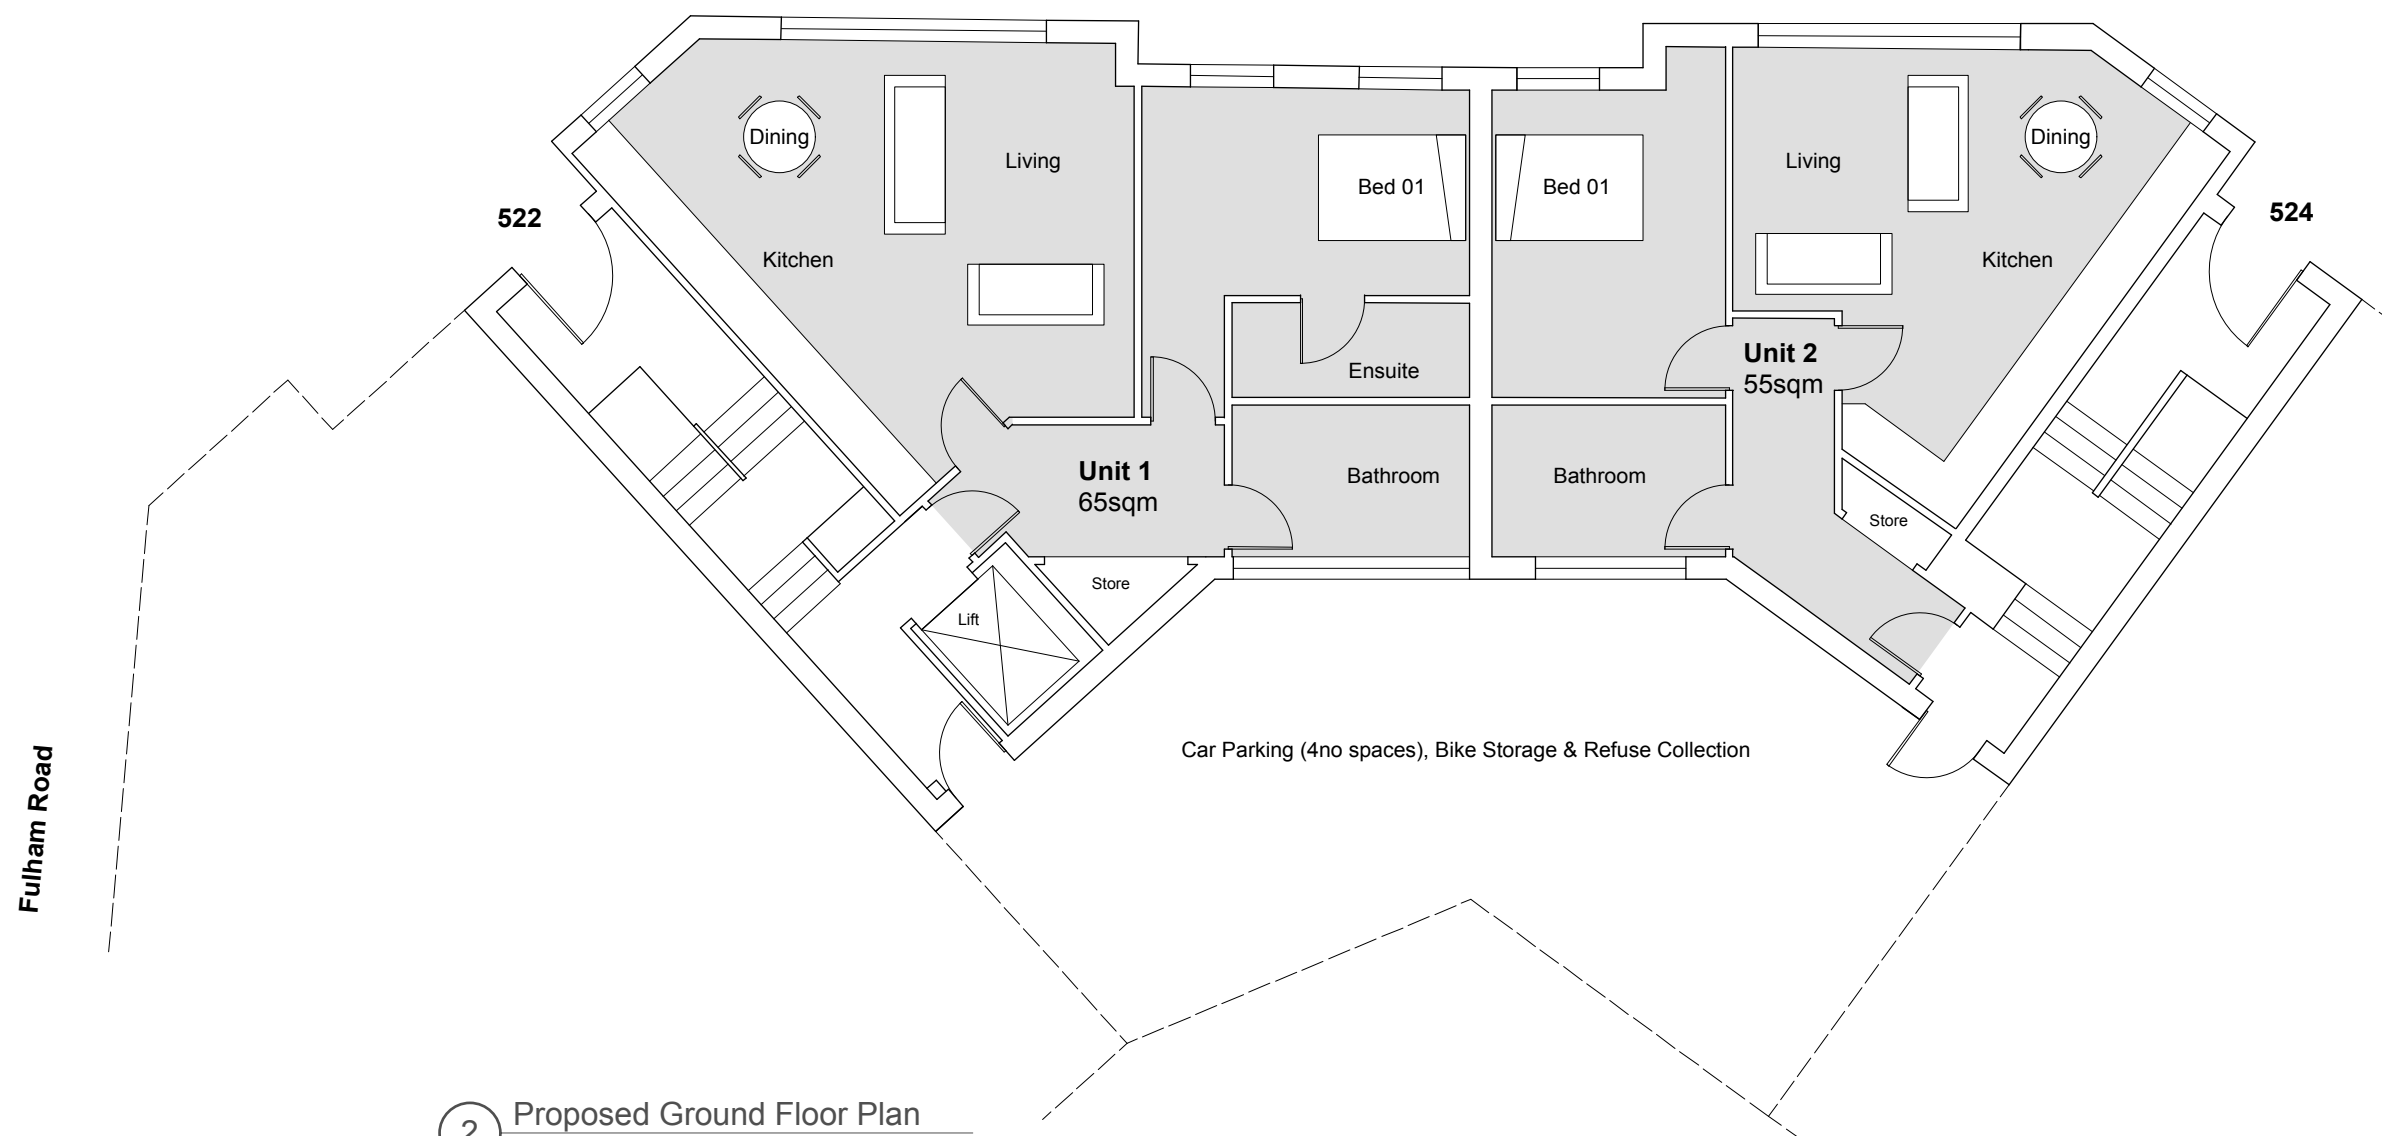 Dining
Living
Bed 01
Bed 01
Living
Dining
522
524
Kitchen
Kitchen
Ensuite
Unit 2
55sqm
Unit 1
65sqm
Bathroom
Bathroom
Store
Store
Lift
Car Parking (4no spaces), Bike Storage & Refuse Collection
Fulham Road
2
Proposed Ground Floor Plan